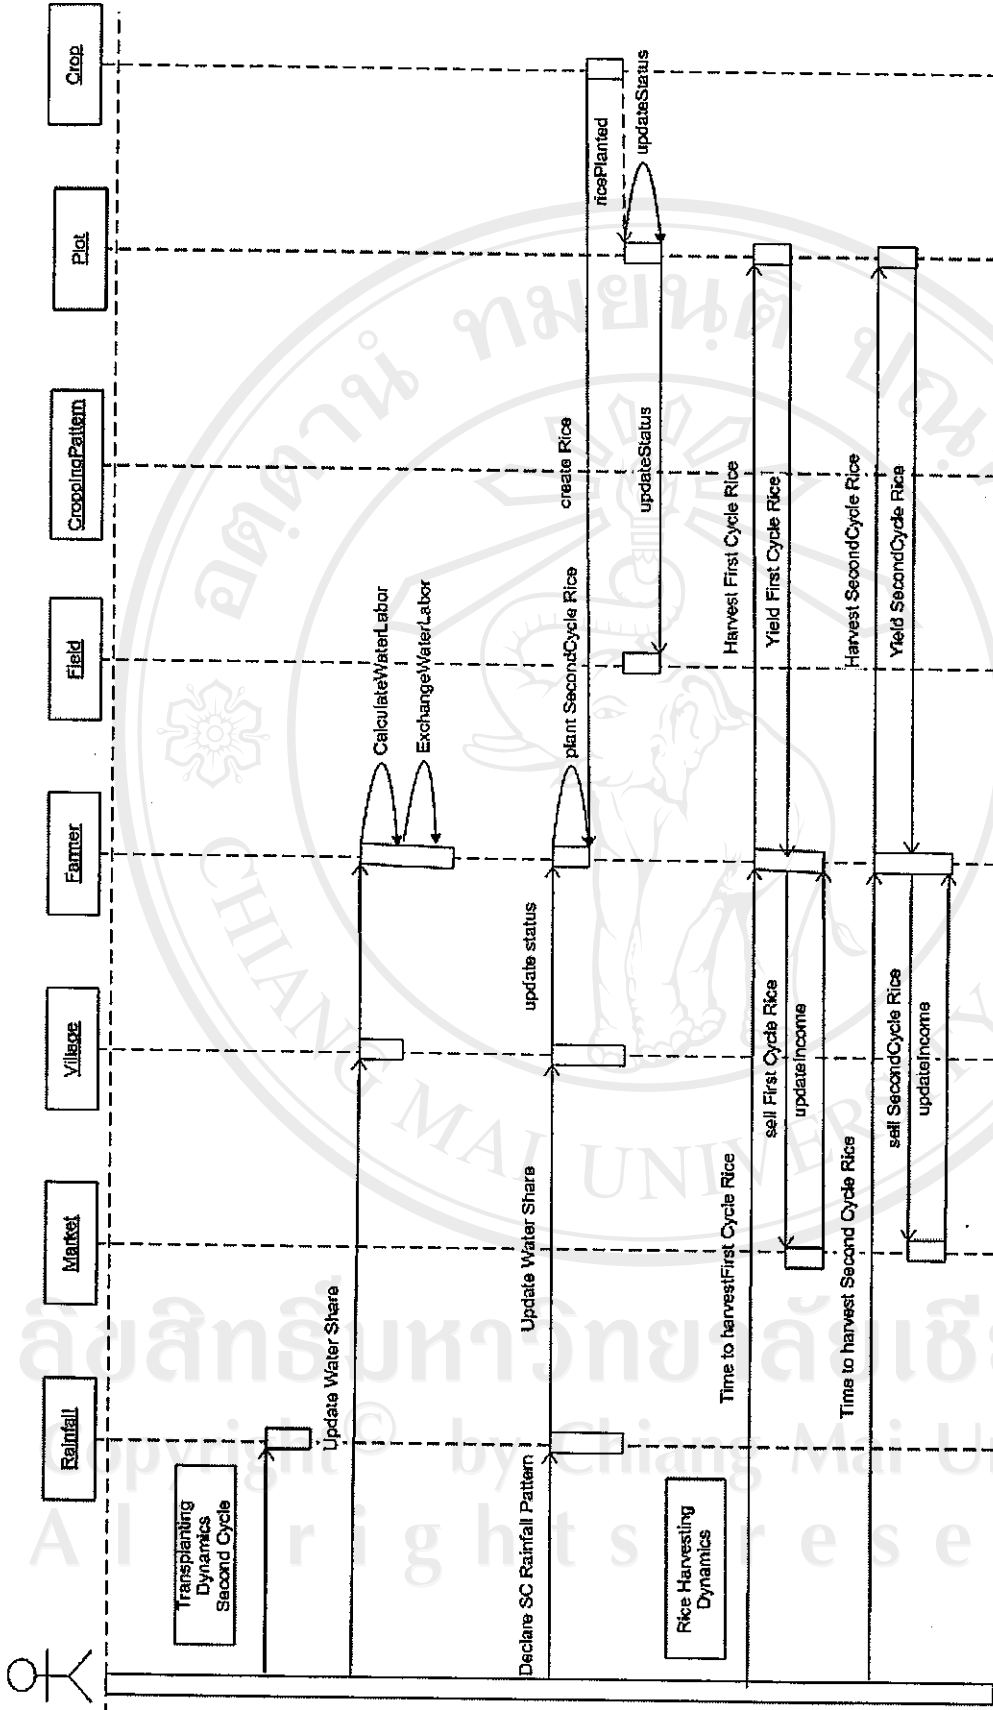 Rainfall
Market
Village
Farmer
Field
CroppingPattern
Plot
Crop
Transplanting
Dynamics
Second Cycle
Update Water Share
CalculateWaterLabor
ExchangeWaterLabor
Declare SC Rainfall Pattern
Update Water Share
update status
plant SecondCycle Rice
create Rice
ricePlanted
updateStatus
updateStatus
Rice Harvesting
Dynamics
Time to harvestFirst Cycle Rice
sell First Cycle Rice
updateIncome
Harvest First Cycle Rice
Yield First Cycle Rice
Time to harvest Second Cycle Rice
sell SecondCycle Rice
updateIncome
Harvest SecondCycle Rice
Yield SecondCycle Rice
CHIANG MAI UNIVERSITY
Copyright © by Chiang Mai Un
All rights rese